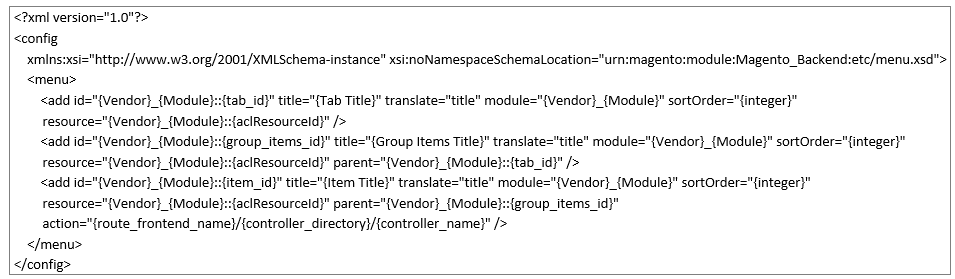 <?xml version="1.0"?>
<config
xmlns:xsi="http://www.w3.org/2001/XMLSchema-instance" xsi:noNamespaceSchemaLocation="urn:magento:module:Magento_Backend:etc/menu.xsd">
<menu>
<add id="{Vendor}_{Module}::{tab_id}" title="{Tab Title}" translate="title" module="{Vendor}_{Module}" sortOrder="{integer}"
resource="{Vendor}_{Module}::{aclResourceId}" />
<add id="{Vendor}_{Module}::{group_items_id}" title="{Group Items Title}" translate="title" module="{Vendor}_{Module}" sortOrder="{integer}"
resource="{Vendor}_{Module}::{aclResourceId}" parent="{Vendor}_{Module}::{tab_id}" />
<add id="{Vendor}_{Module}::{item_id}" title="{Item Title}" translate="title" module="{Vendor}_{Module}" sortOrder="{integer}"
resource="{Vendor}_{Module}::{aclResourceId}" parent="{Vendor}_{Module}::{group_items_id}"
action="{route_frontend_name}/{controller_directory}/{controller_name}" />
</menu>
</config>